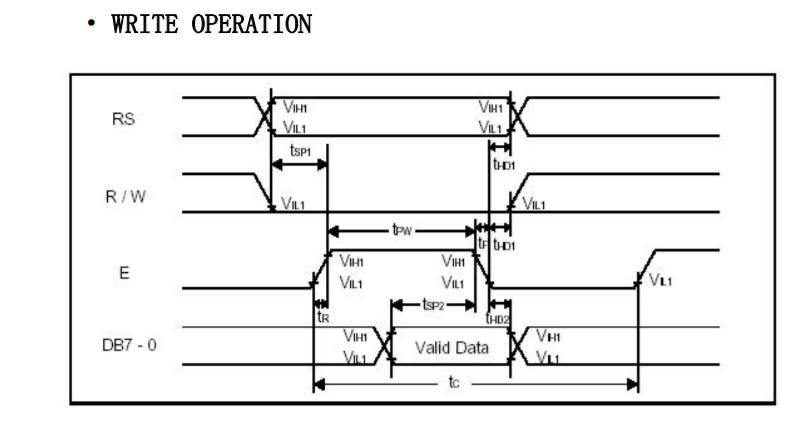 • WRITE OPERATION
RS VIH1 VIH1
VIL1 VIL1
tSP1 tHD1
R / W VIL1 VIL1
tPW tF tHD1
E VIH1 VIH1
VIL1 VIL1 VIL1
tR tSP2 tHD2
DB7 - 0 VIH1 Valid Data VIH1
VIL1 VIL1
tC